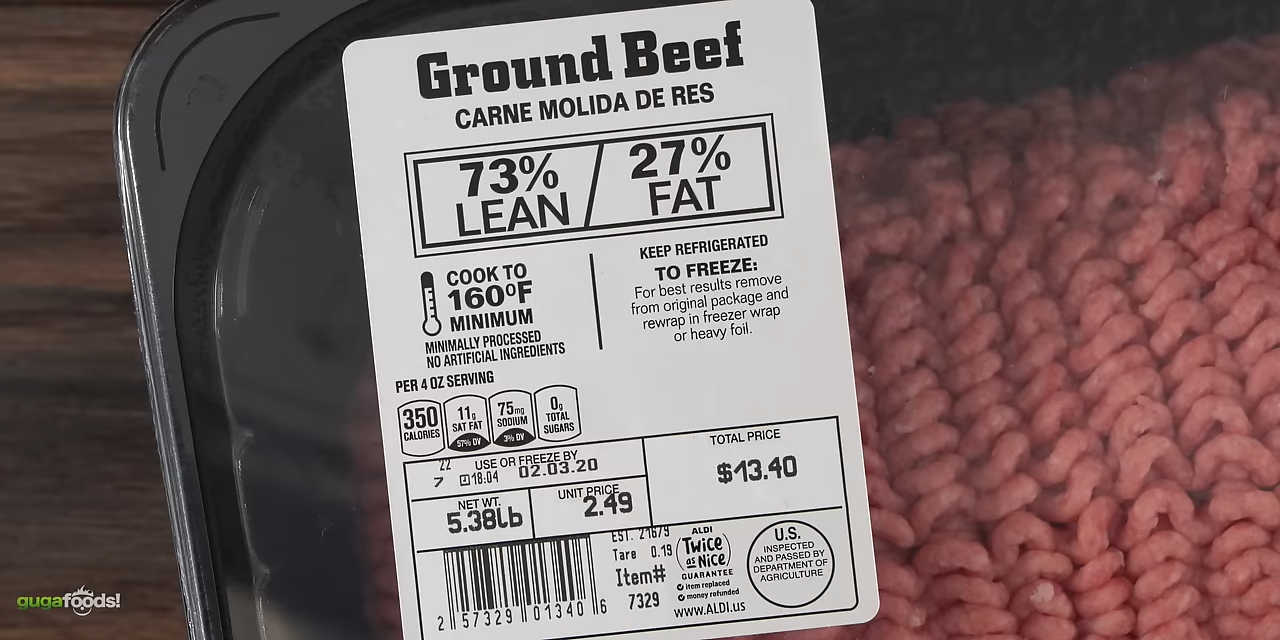 Ground Beef
CARNE MOLIDA DE RES
73% LEAN / 27% FAT
COOK TO
160ºF
MINIMUM
MINIMALLY PROCESSED
NO ARTIFICIAL INGREDIENTS
KEEP REFRIGERATED
TO FREEZE:
For best results remove
from original package and
rewrap in freezer wrap
or heavy foil.
PER 4 OZ SERVING
350 CALORIES
11g SAT FAT 57% DV
75mg SODIUM 3% DV
0g TOTAL SUGARS
22
7
18:04
USE OR FREEZE BY
02.03.20
TOTAL PRICE
$13.40
NET WT.
5.38lb
UNIT PRICE
2.49
EST. 21679
Tare 0.19
Item#
7329
ALDI
Twice
as Nice
GUARANTEE
item replaced
money refunded
www.ALDI.us
U.S.
INSPECTED
AND PASSED BY
DEPARTMENT OF
AGRICULTURE
2 57329 01340 6
gugafoods!